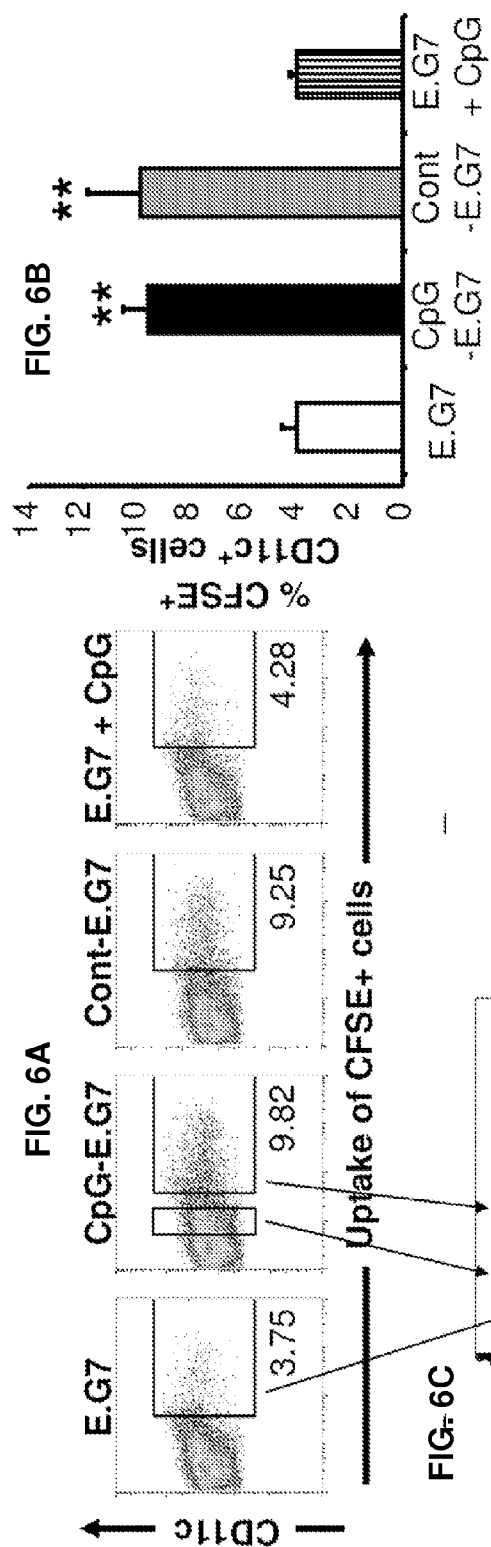 FIG. 6A
E.G7
CpG-E.G7
Cont-E.G7
E.G7 + CpG
CD11c
3.75
9.82
9.25
4.28
Uptake of CFSE+ cells
FIG. 6B
% CFSE+
CD11c+ cells
14
12
10
8
6
4
2
0
**
**
E.G7
CpG
-E.G7
Cont
-E.G7
E.G7
+ CpG
FIG. 6C